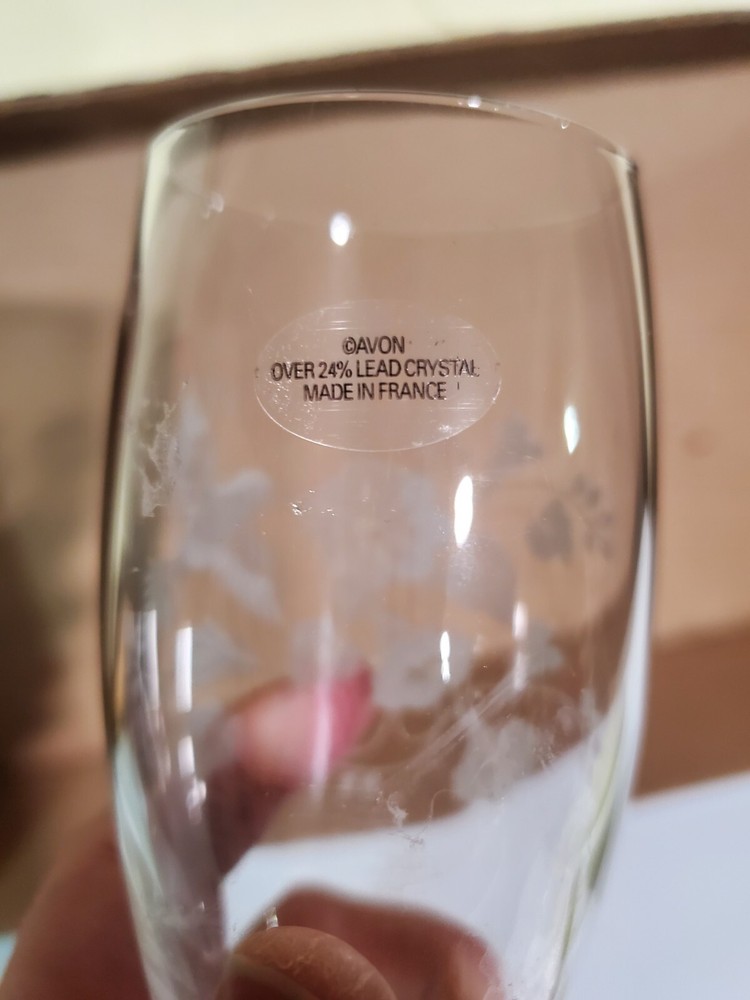 ©AVON
OVER 24% LEAD CRYSTAL
MADE IN FRANCE